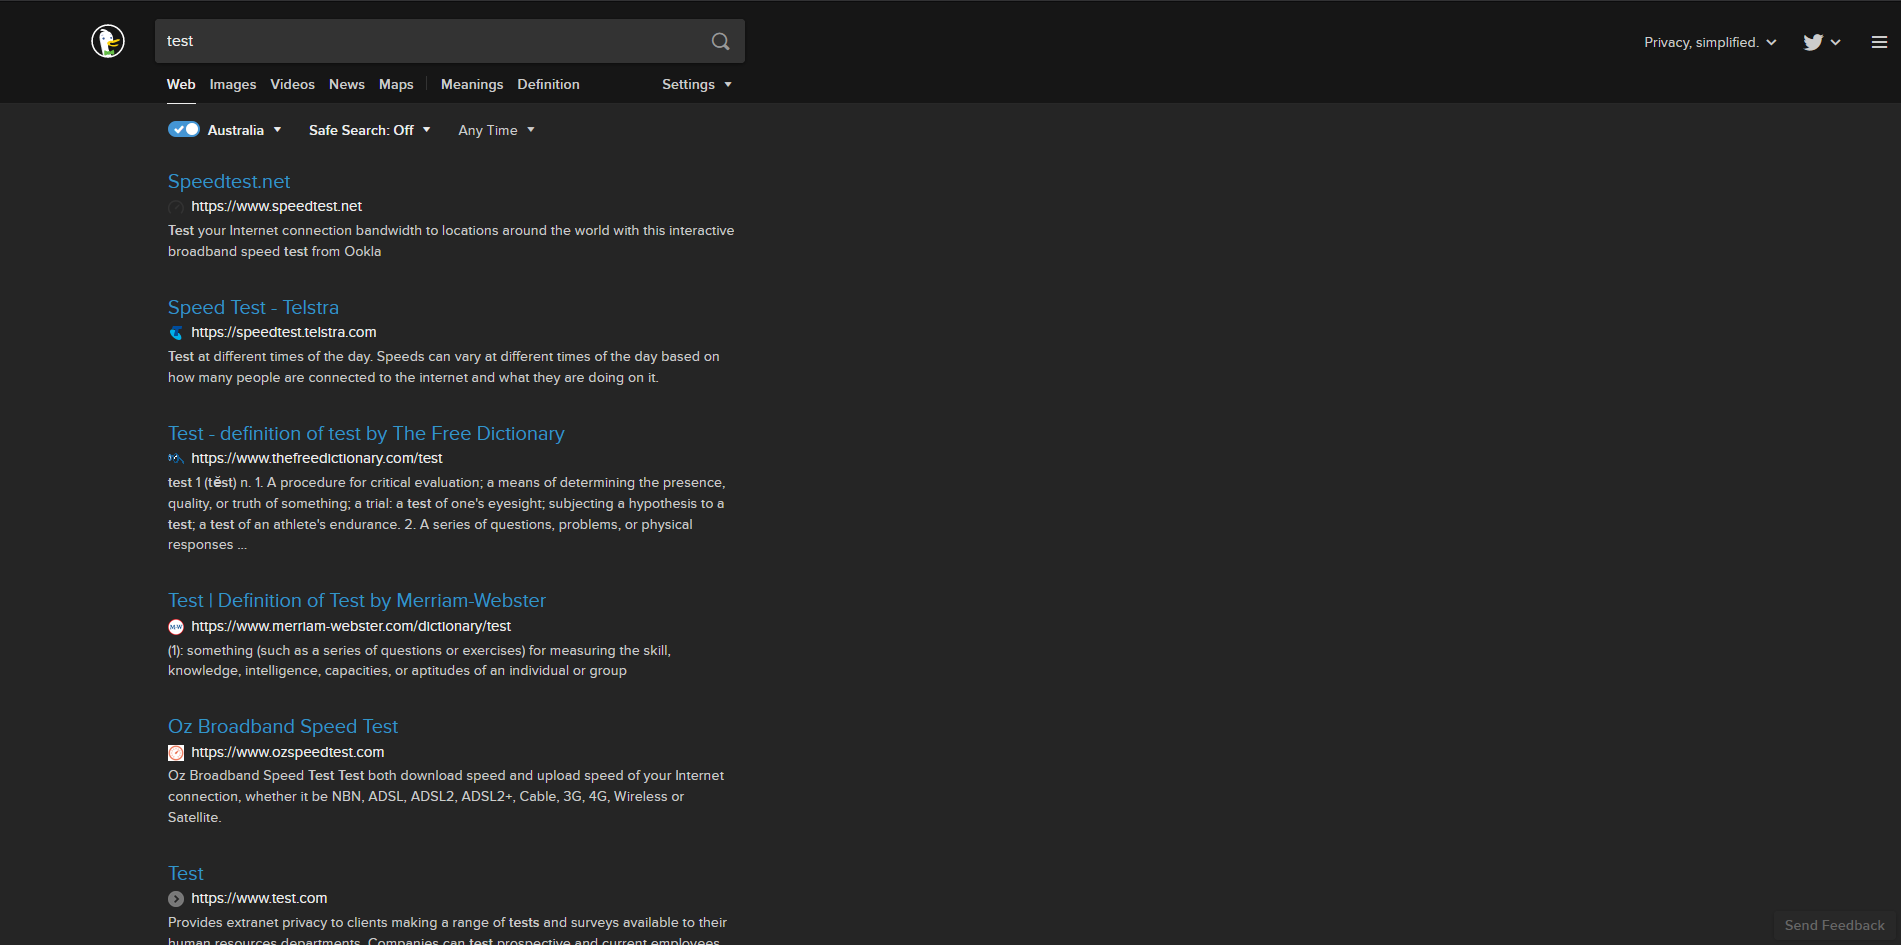 test
Privacy, simplified.
Web Images Videos News Maps Meanings Definition Settings
Australia Safe Search: Off Any Time
Speedtest.net
https://www.speedtest.net
Test your Internet connection bandwidth to locations around the world with this interactive
broadband speed test from Ookla
Speed Test - Telstra
https://speedtest.telstra.com
Test at different times of the day. Speeds can vary at different times of the day based on
how many people are connected to the internet and what they are doing on it.
Test - definition of test by The Free Dictionary
https://www.thefreedictionary.com/test
test 1 (tĕst) n. 1. A procedure for critical evaluation; a means of determining the presence,
quality, or truth of something; a trial: a test of one's eyesight; subjecting a hypothesis to a
test; a test of an athlete's endurance. 2. A series of questions, problems, or physical
responses ...
Test | Definition of Test by Merriam-Webster
M-W https://www.merriam-webster.com/dictionary/test
(1): something (such as a series of questions or exercises) for measuring the skill,
knowledge, intelligence, capacities, or aptitudes of an individual or group
Oz Broadband Speed Test
https://www.ozspeedtest.com
Oz Broadband Speed Test Test both download speed and upload speed of your Internet
connection, whether it be NBN, ADSL, ADSL2, ADSL2+, Cable, 3G, 4G, Wireless or
Satellite.
Test
https://www.test.com
Provides extranet privacy to clients making a range of tests and surveys available to their
human resources departments. Companies can test prospective and current employees
Send Feedback